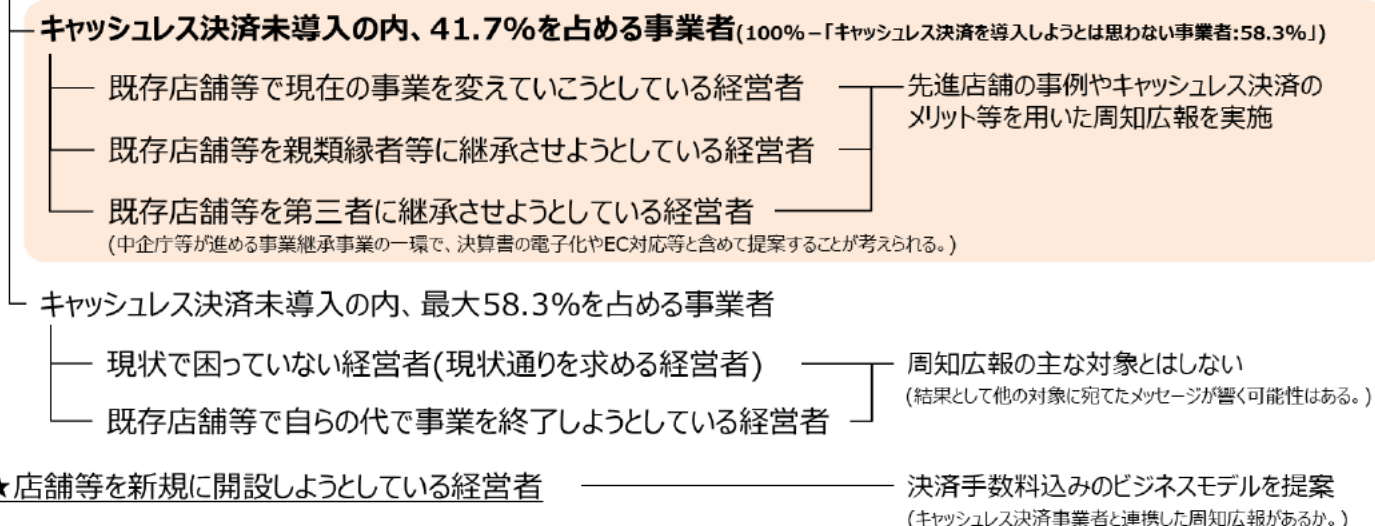 キャッシュレス決済未導入の内、41.7%を占める事業者(100%－「キャッシュレス決済を導入しようとは思わない事業者:58.3%」)
既存店舗等で現在の事業を変えていこうとしている経営者
先進店舗の事例やキャッシュレス決済の
メリット等を用いた周知広報を実施
既存店舗等を親類縁者等に継承させようとしている経営者
既存店舗等を第三者に継承させようとしている経営者
(中企庁等が進める事業継承事業の一環で、決算書の電子化やEC対応等と含めて提案することが考えられる。)
キャッシュレス決済未導入の内、最大58.3%を占める事業者
現状で困っていない経営者(現状通りを求める経営者)
周知広報の主な対象とはしない
(結果として他の対象に宛てたメッセージが響く可能性はある。)
既存店舗等で自らの代で事業を終了しようとしている経営者
★店舗等を新規に開設しようとしている経営者
決済手数料込みのビジネスモデルを提案
(キャッシュレス決済事業者と連携した周知広報があるか。)